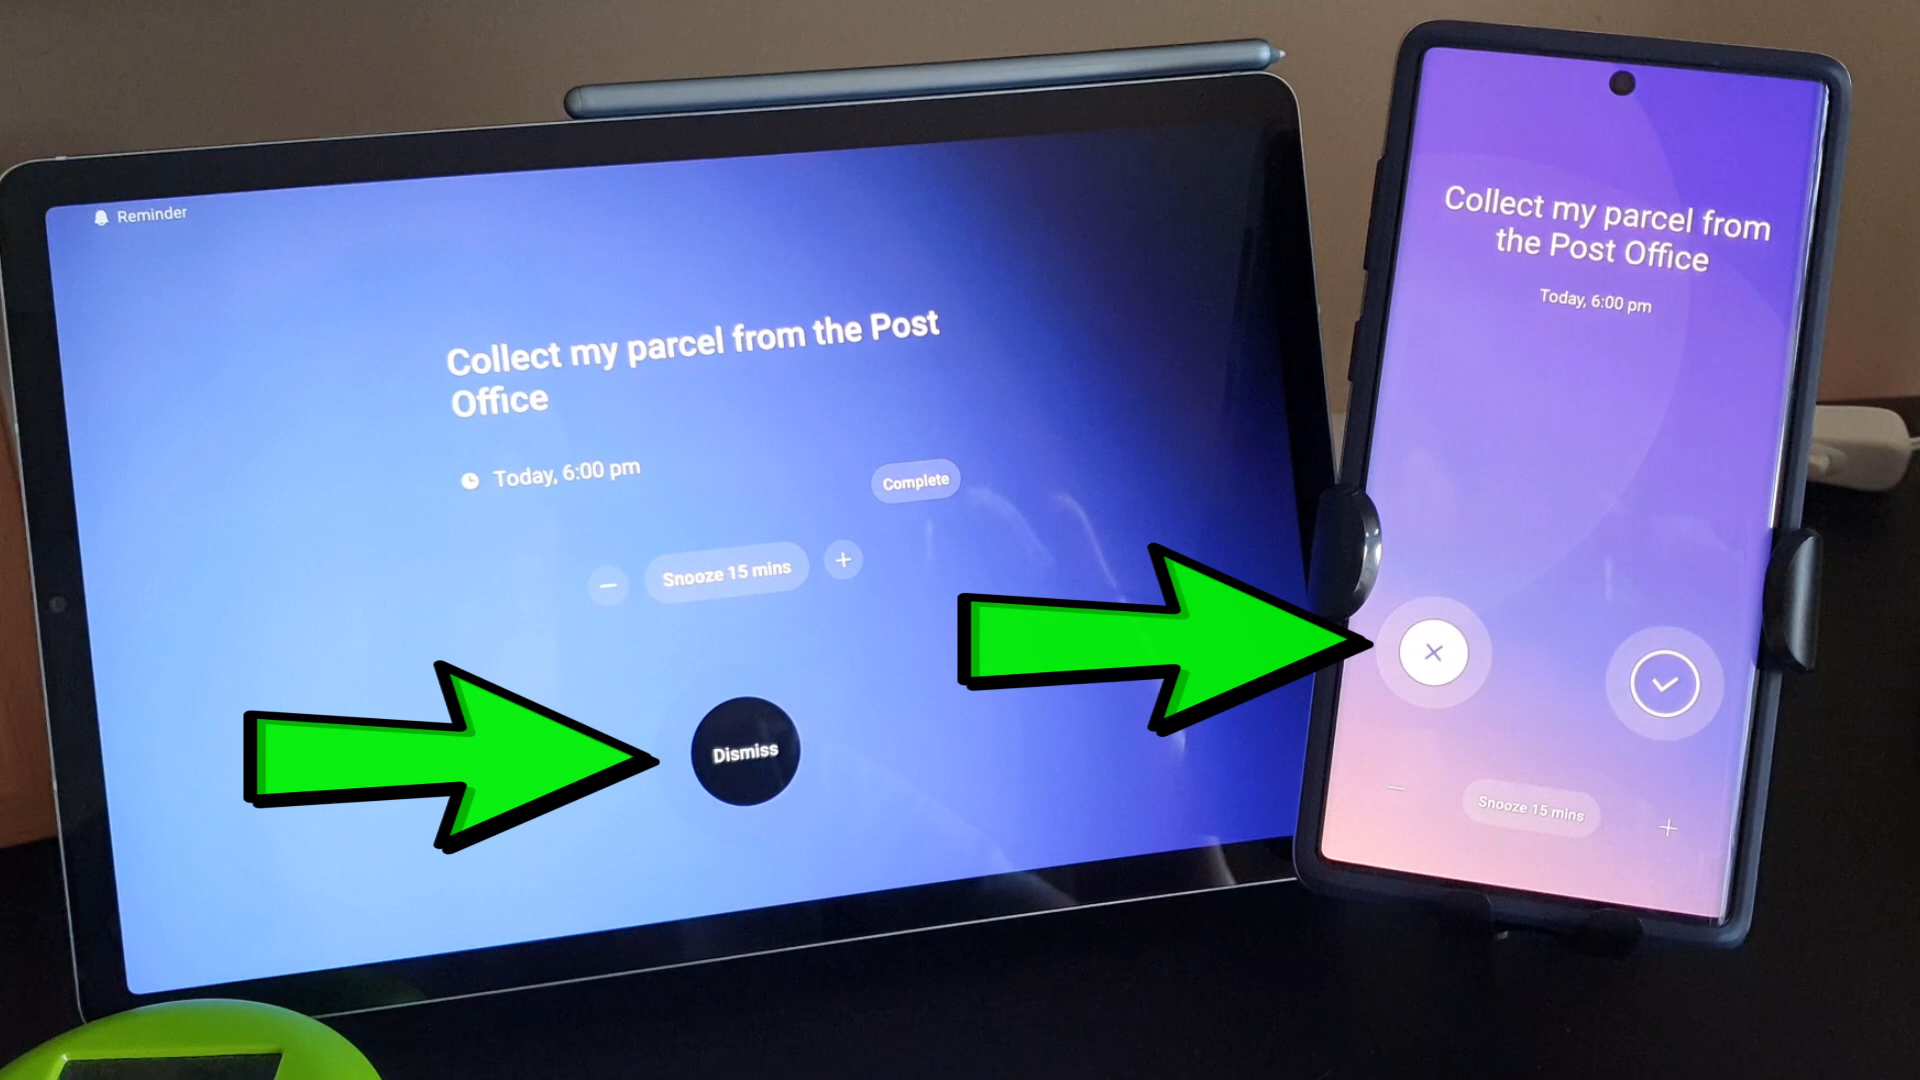 Reminder
Collect my parcel from the Post
Office
Today, 6:00 pm
Complete
Snooze 15 mins
Dismiss
Collect my parcel from
the Post Office
Today, 6:00 pm
Snooze 15 mins